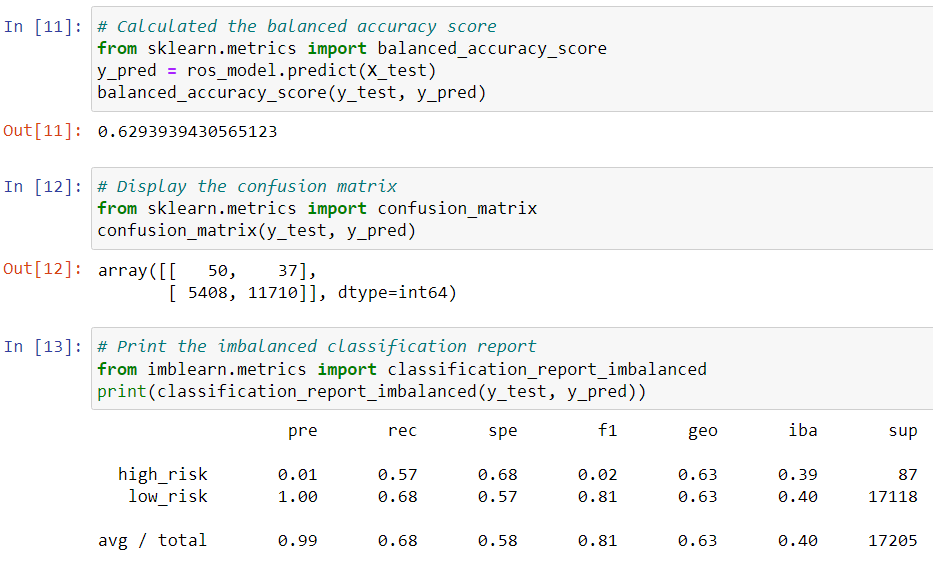 In [11]: # Calculated the balanced accuracy score
from sklearn.metrics import balanced_accuracy_score
y_pred = ros_model.predict(X_test)
balanced_accuracy_score(y_test, y_pred)
Out[11]: 0.6293939430565123
In [12]: # Display the confusion matrix
from sklearn.metrics import confusion_matrix
confusion_matrix(y_test, y_pred)
Out[12]: array([[   50,    37],
       [ 5408, 11710]], dtype=int64)
In [13]: # Print the imbalanced classification report
from imblearn.metrics import classification_report_imbalanced
print(classification_report_imbalanced(y_test, y_pred))
pre rec spe f1 geo iba sup
high_risk 0.01 0.57 0.68 0.02 0.63 0.39 87
low_risk 1.00 0.68 0.57 0.81 0.63 0.40 17118
avg / total 0.99 0.68 0.58 0.81 0.63 0.40 17205